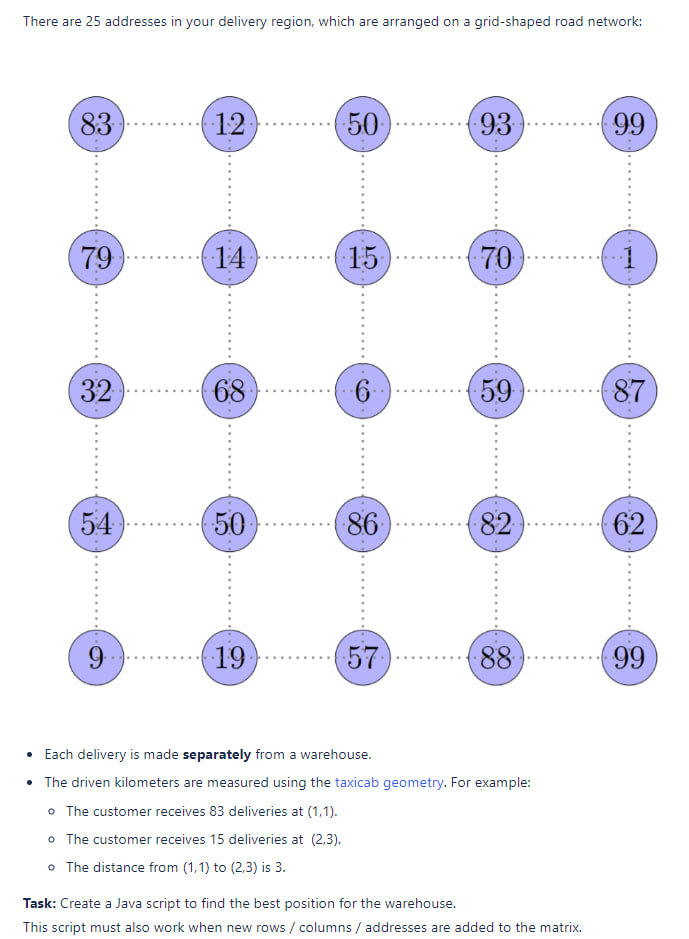 There are 25 addresses in your delivery region, which are arranged on a grid-shaped road network:
83 12 50 93 99
79 14 15 70 1
32 68 6 59 87
54 50 86 82 62
9 19 57 88 99
• Each delivery is made separately from a warehouse.
• The driven kilometers are measured using the taxicab geometry. For example:
o The customer receives 83 deliveries at (1,1).
o The customer receives 15 deliveries at (2,3).
o The distance from (1,1) to (2,3) is 3.
Task: Create a Java script to find the best position for the warehouse.
This script must also work when new rows / columns / addresses are added to the matrix.